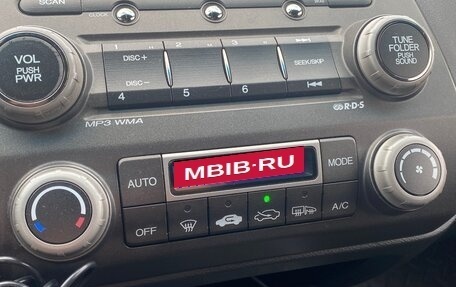 SCAN
CLOCK
VOL
PUSH
PWR
1 2 3
DISC +
DISC –
4 5 6
SEEK/SKIP
TUNE
FOLDER
PUSH
SOUND
R·D·S
MP3 WMA
AUTO
MBIB·RU
MODE
OFF
A/C